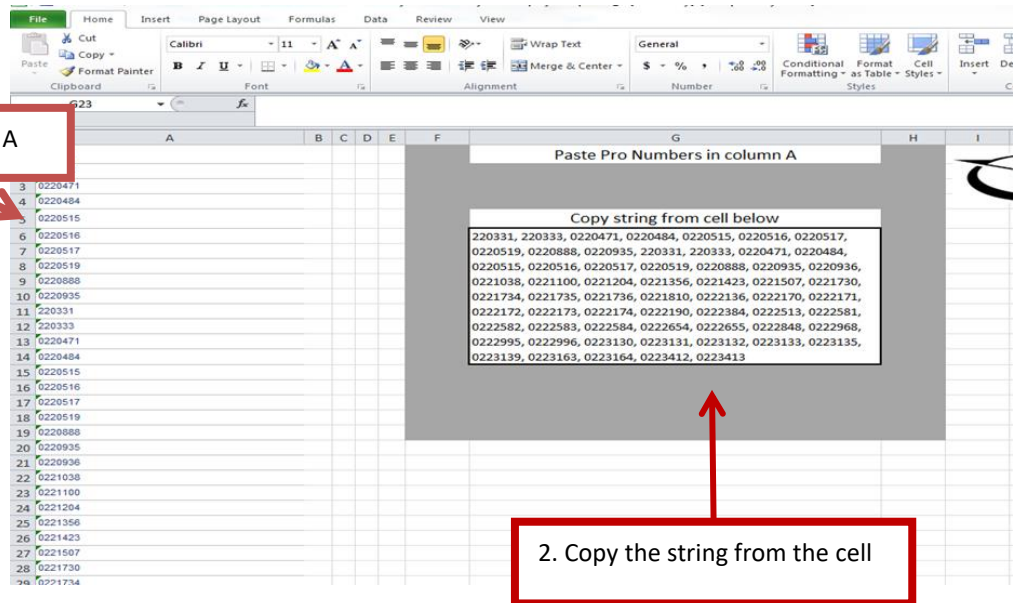 File Home Insert Page Layout Formulas Data Review View
Cut
Copy
Paste
Format Painter
Clipboard
Calibri 11 A A
B I U A
Font
Wrap Text
Merge & Center
Alignment
General
$ % , .0 .00 .00 .0
Number
Conditional Formatting
Format as Table
Cell Styles
Styles
Insert
G23 fx
A
A B C D E F G H I
Paste Pro Numbers in column A
3 0220471
4 0220484
5 0220515
Copy string from cell below
6 0220516
7 0220517
8 0220519
9 0220888
10 0220935
11 220331
12 220333
13 0220471
14 0220484
15 0220515
16 0220516
17 0220517
18 0220519
19 0220888
20 0220935
21 0220936
22 0221038
23 0221100
24 0221204
25 0221356
26 0221423
27 0221507
28 0221730
29 0221734
220331, 220333, 0220471, 0220484, 0220515, 0220516, 0220517,
0220519, 0220888, 0220935, 220331, 220333, 0220471, 0220484,
0220515, 0220516, 0220517, 0220519, 0220888, 0220935, 0220936,
0221038, 0221100, 0221204, 0221356, 0221423, 0221507, 0221730,
0221734, 0221735, 0221736, 0221810, 0222136, 0222170, 0222171,
0222172, 0222173, 0222174, 0222190, 0222384, 0222513, 0222581,
0222582, 0222583, 0222584, 0222654, 0222655, 0222848, 0222968,
0222995, 0222996, 0223130, 0223131, 0223132, 0223133, 0223135,
0223139, 0223163, 0223164, 0223412, 0223413
2. Copy the string from the cell